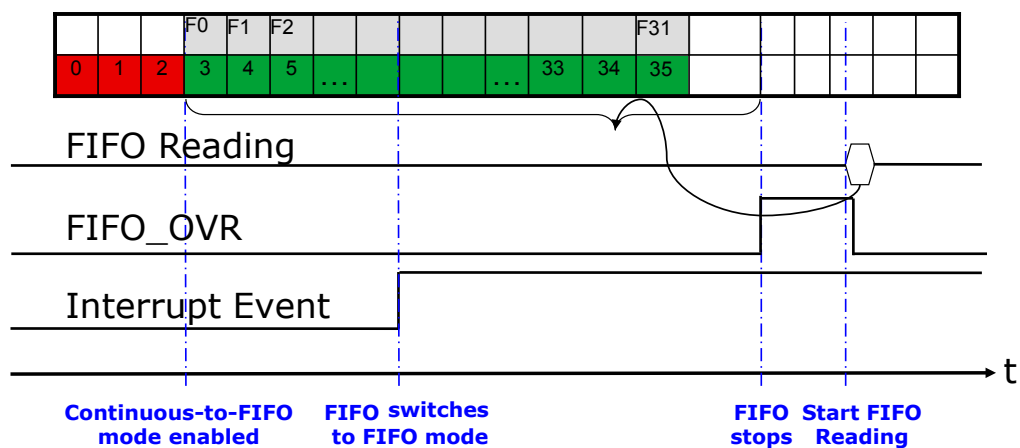 F0 F1 F2 F31
0 1 2 3 4 5 ... ... 33 34 35
FIFO Reading
FIFO_OVR
Interrupt Event
t
Continuous-to-FIFO
mode enabled
FIFO switches
to FIFO mode
FIFO
stops
Start FIFO
Reading